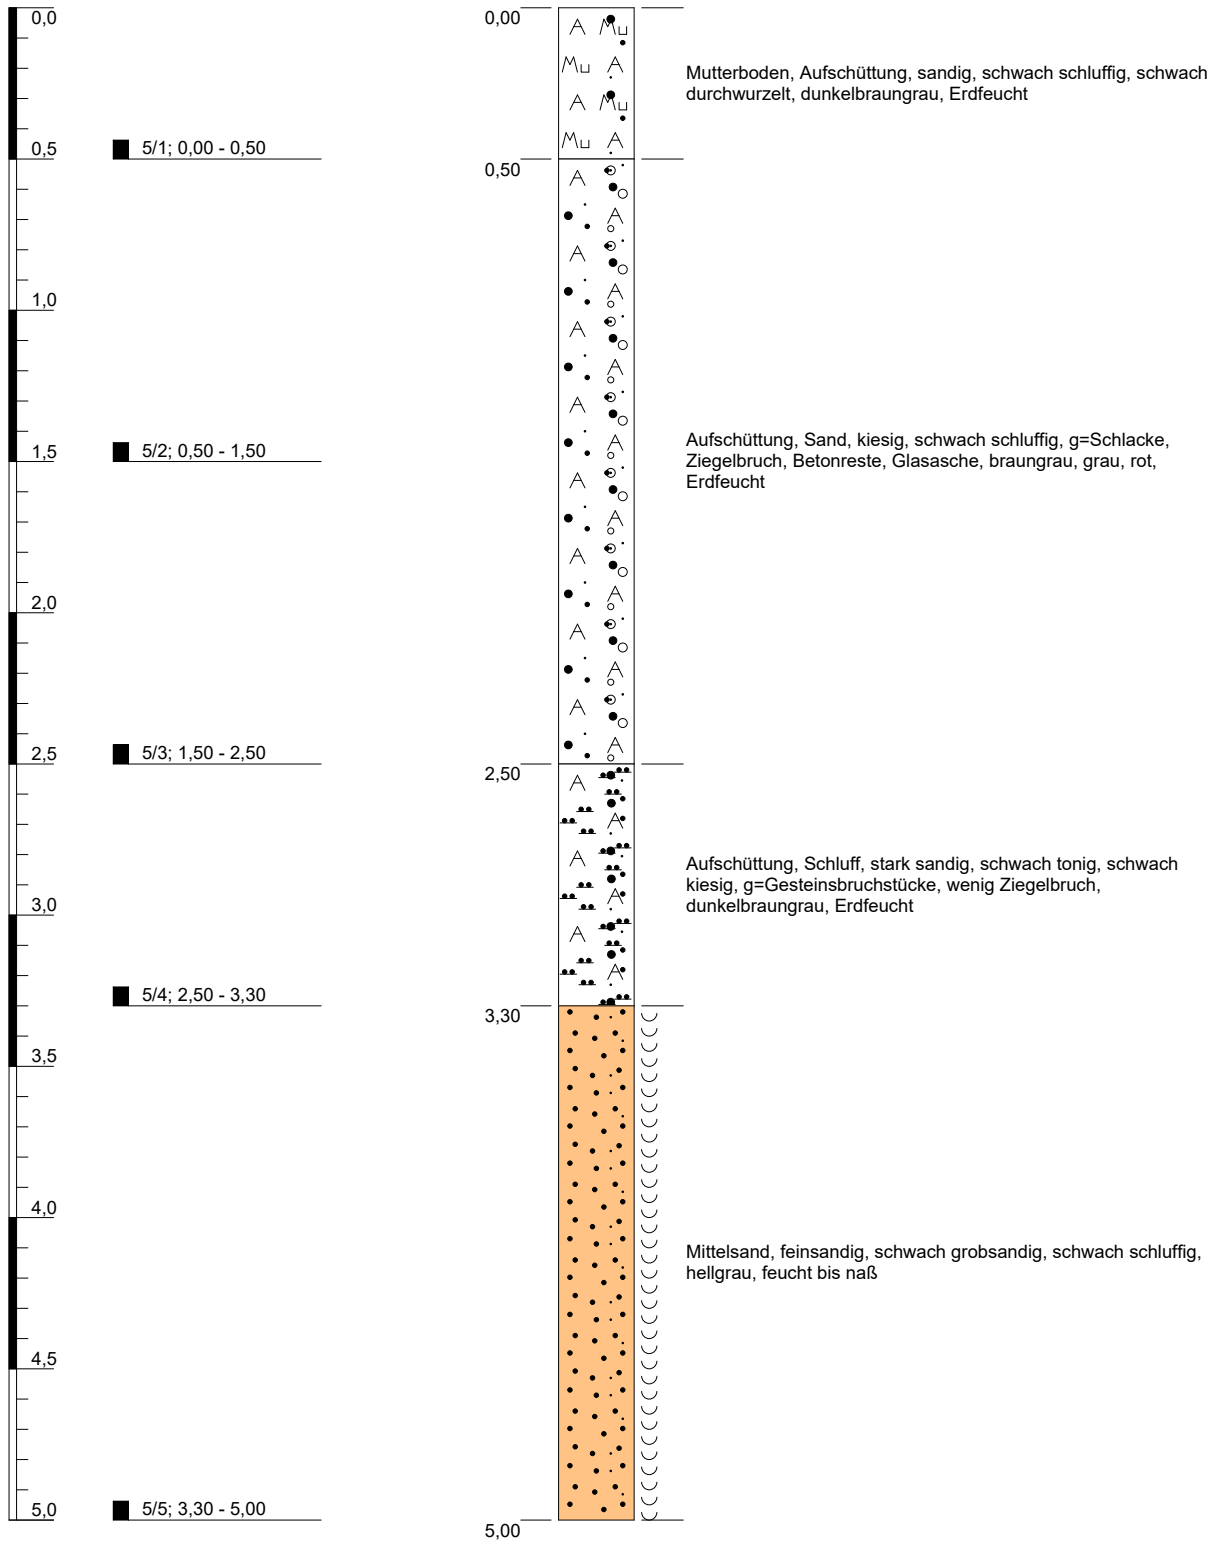 0,0
0,00
Mutterboden, Aufschüttung, sandig, schwach schluffig, schwach
durchwurzelt, dunkelbraungrau, Erdfeucht
0,5
5/1; 0,00 - 0,50
0,50
1,0
1,5
5/2; 0,50 - 1,50
Aufschüttung, Sand, kiesig, schwach schluffig, g=Schlacke,
Ziegelbruch, Betonreste, Glasasche, braungrau, grau, rot,
Erdfeucht
2,0
2,5
5/3; 1,50 - 2,50
2,50
Aufschüttung, Schluff, stark sandig, schwach tonig, schwach
kiesig, g=Gesteinsbruchstücke, wenig Ziegelbruch,
dunkelbraungrau, Erdfeucht
3,0
5/4; 2,50 - 3,30
3,30
3,5
4,0
Mittelsand, feinsandig, schwach grobsandig, schwach schluffig,
hellgrau, feucht bis naß
4,5
5,0
5/5; 3,30 - 5,00
5,00